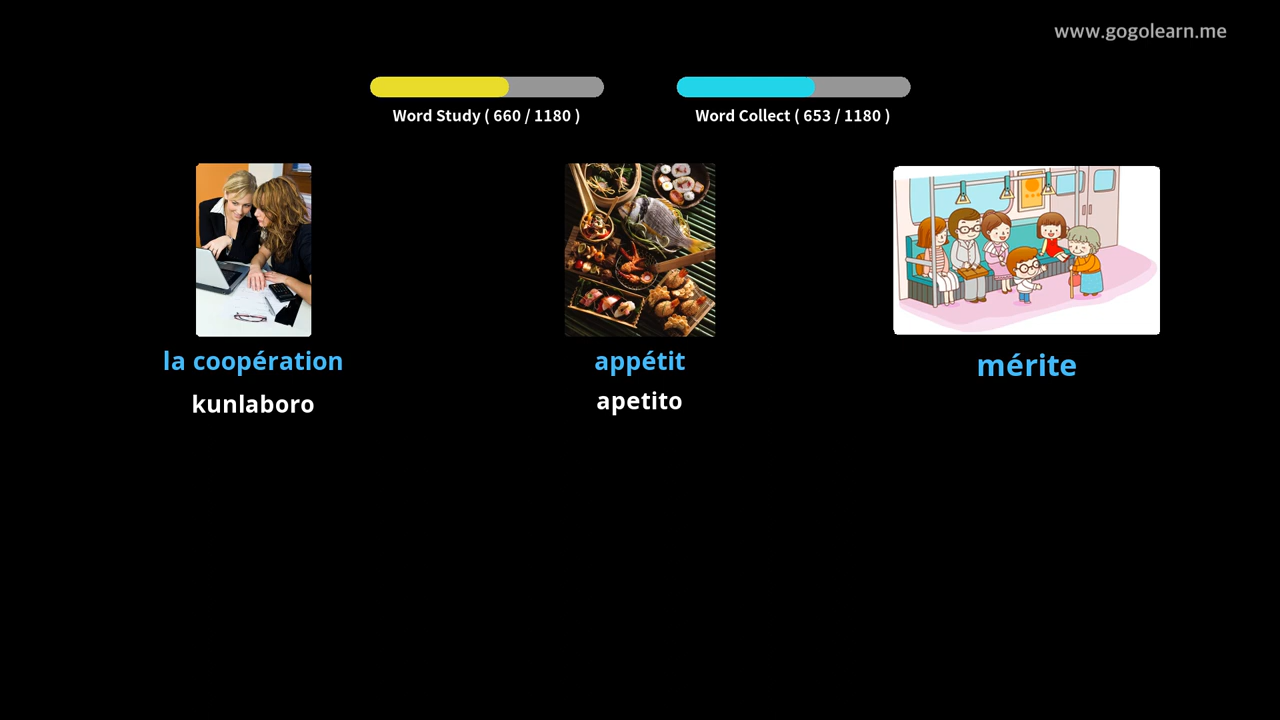 www.gogolearn.me
Word Study ( 660 / 1180 )
Word Collect ( 653 / 1180 )
la coopération
kunlaboro
appétit
apetito
mérite